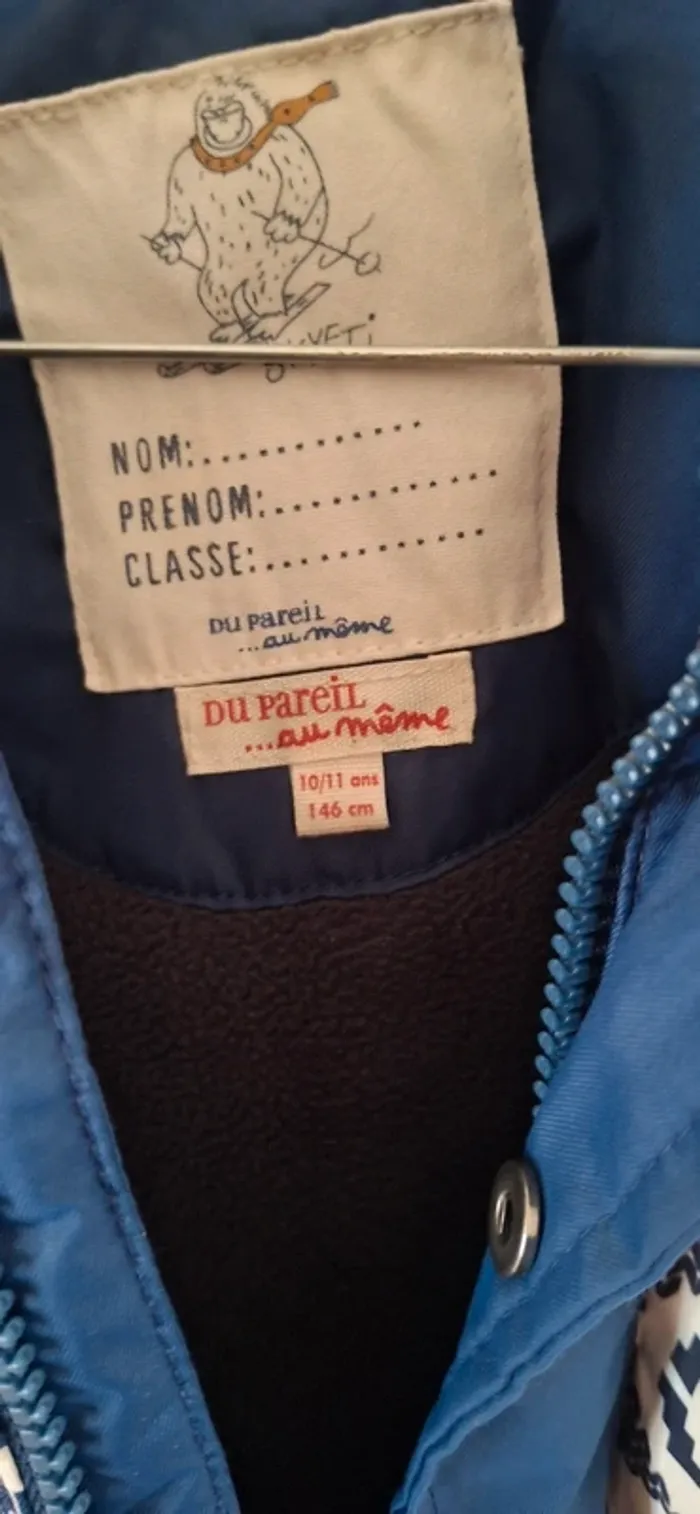 NOM:............
PRENOM:............
CLASSE:............
Du Pareil
...au même
Du Pareil
...au même
10/11 ans
146 cm